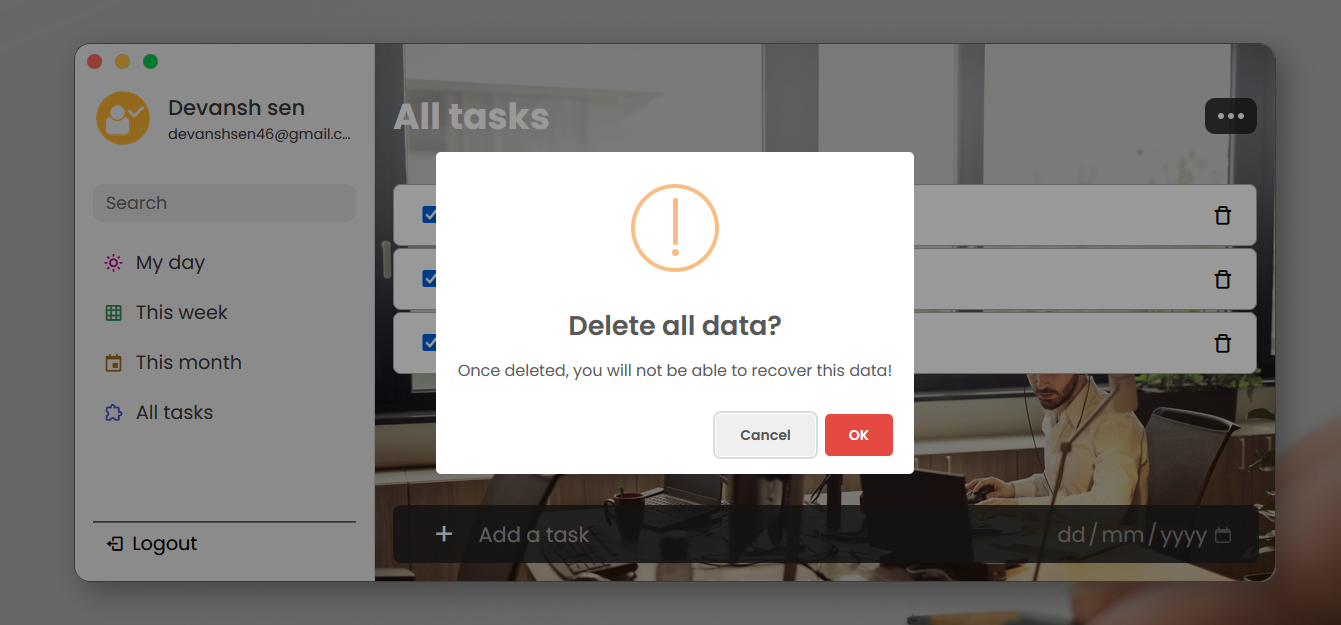 Devansh sen
devanshsen46@gmail.c...
Search
My day
This week
This month
All tasks
Logout
All tasks
Delete all data?
Once deleted, you will not be able to recover this data!
Cancel
OK
Add a task
dd/mm/yyyy